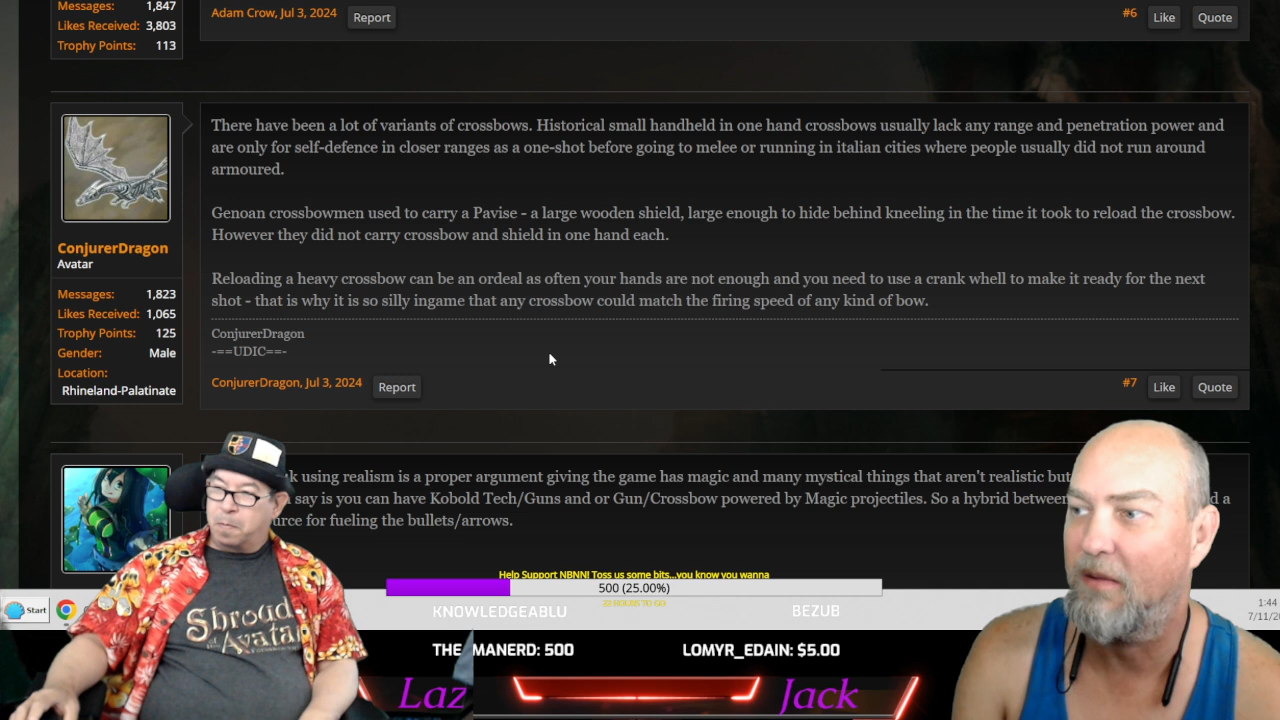 Messages: 1,847
Likes Received: 3,803
Trophy Points: 113
Adam Crow, Jul 3, 2024 Report #6 Like Quote
There have been a lot of variants of crossbows. Historical small handheld in one hand crossbows usually lack any range and penetration power and
are only for self-defence in closer ranges as a one-shot before going to melee or running in italian cities where people usually did not run around
armoured.
Genoan crossbowmen used to carry a Pavise - a large wooden shield, large enough to hide behind kneeling in the time it took to reload the crossbow.
However they did not carry crossbow and shield in one hand each.
Reloading a heavy crossbow can be an ordeal as often your hands are not enough and you need to use a crank whell to make it ready for the next
shot - that is why it is so silly ingame that any crossbow could match the firing speed of any kind of bow.
ConjurerDragon
-==UDIC==-
ConjurerDragon, Jul 3, 2024 Report #7 Like Quote
ConjurerDragon
Avatar
Messages: 1,823
Likes Received: 1,065
Trophy Points: 125
Gender: Male
Location:
Rhineland-Palatinate
using realism is a proper argument giving the game has magic and many mystical things that aren't realistic but
say is you can have Kobold Tech/Guns and or Gun/Crossbow powered by Magic projectiles. So a hybrid between
for fueling the bullets/arrows.
Help Support NBNN! Toss us some bits...you know you wanna
500 (25.00%)
Start
KNOWLEDGEABLU
BEZUB
1:44
Shroud
Avatar
THE_MANERD: 500
LOMYR_EDAIN: $5.00
Laz
Jack